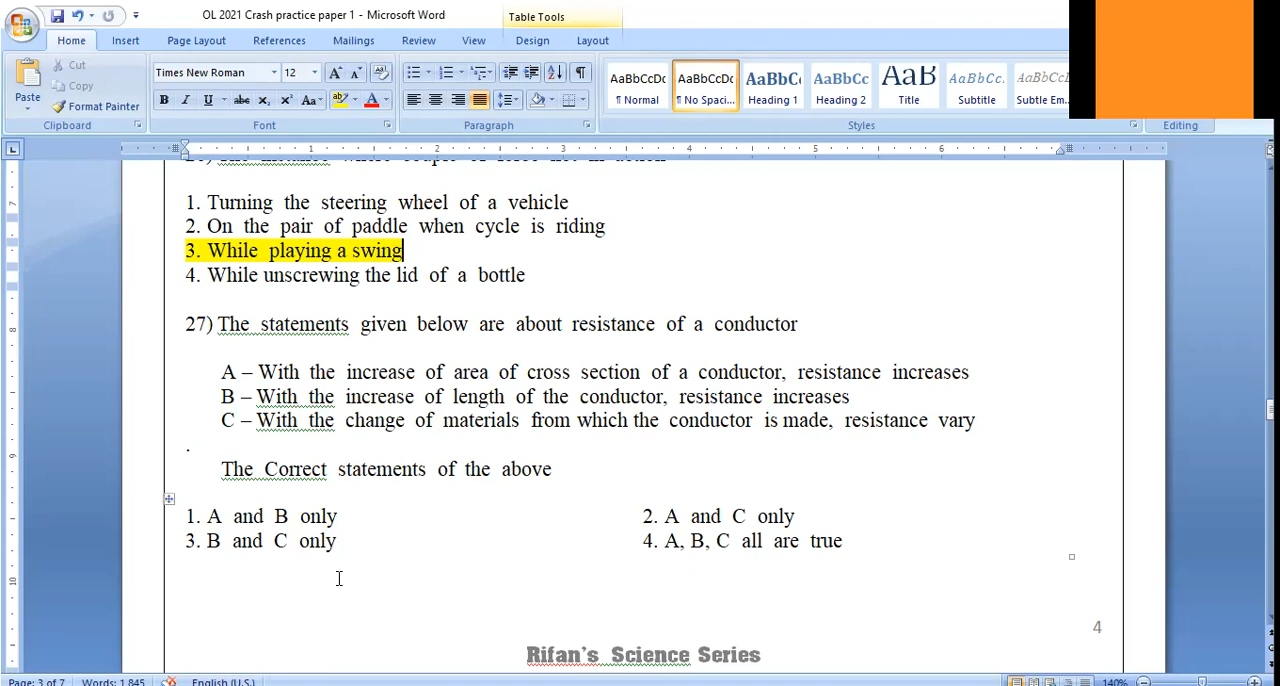 OL 2021 Crash practice paper 1 - Microsoft Word
Table Tools
Home Insert Page Layout References Mailings Review View Design Layout
Cut
Copy
Format Painter
Paste
Clipboard
Times New Roman 12
Font
Paragraph
AaBbCcDc AaBbCcDc AaBbC AaBbCc AaB AaBbCc. AaBbCc
¶ Normal ¶ No Spaci... Heading 1 Heading 2 Title Subtitle Subtle Em...
Styles
Editing
1. Turning the steering wheel of a vehicle
2. On the pair of paddle when cycle is riding
3. While playing a swing
4. While unscrewing the lid of a bottle
27) The statements given below are about resistance of a conductor
A – With the increase of area of cross section of a conductor, resistance increases
B – With the increase of length of the conductor, resistance increases
C – With the change of materials from which the conductor is made, resistance vary
.
The Correct statements of the above
1. A and B only 2. A and C only
3. B and C only 4. A, B, C all are true
4
Rifan's Science Series
Page: 3 of 7 Words: 1,845 English (U.S.) 140%